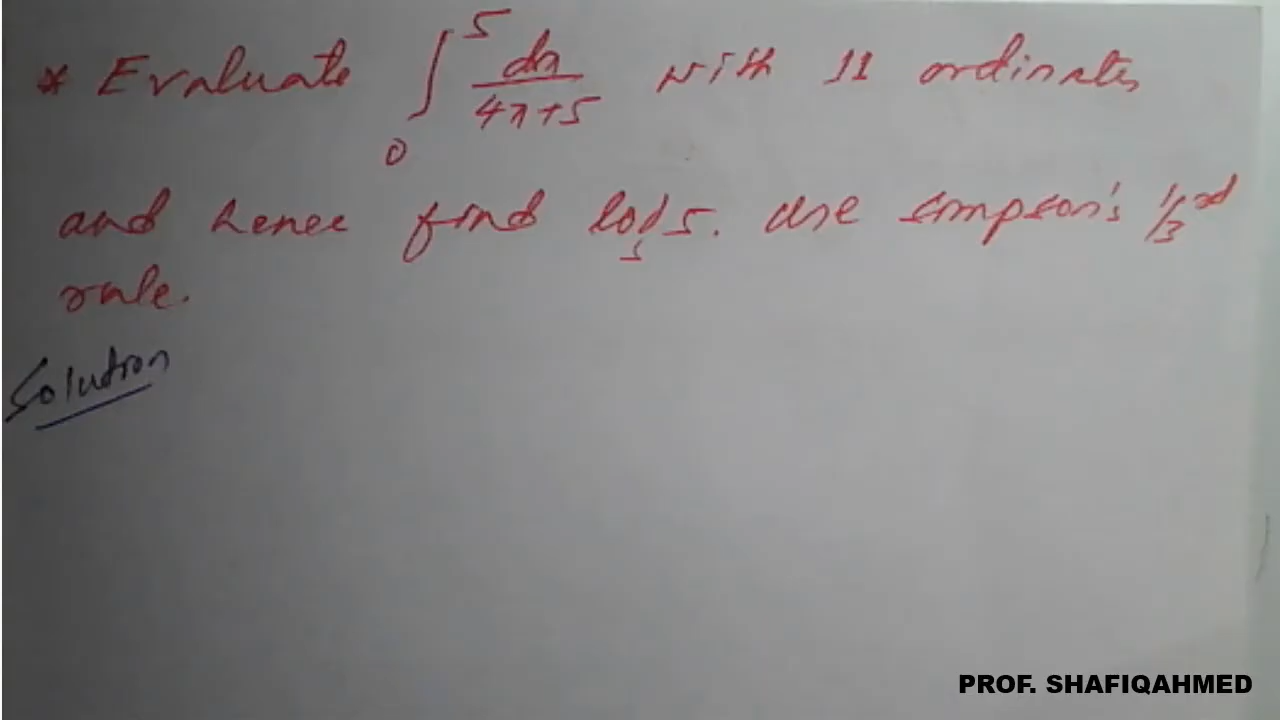 * Evaluate ∫₀⁵ dx/4x+5 with 11 ordinates
and hence find log 5. Use simpson's 1/3rd
rule.
Solution
PROF. SHAFIQAHMED